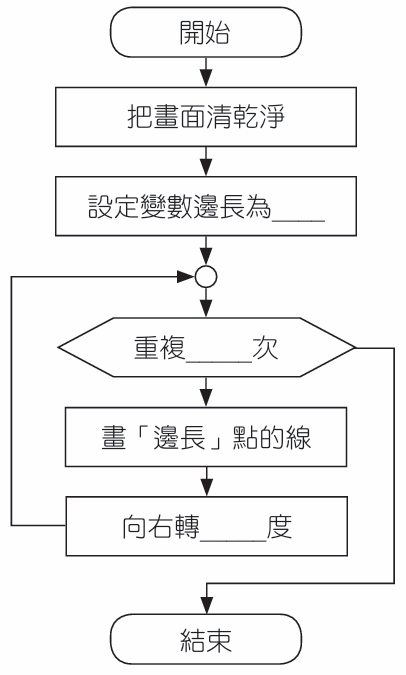 開始
把畫面清乾淨
設定變數邊長為____
重複_____次
畫「邊長」點的線
向右轉_____度
結束